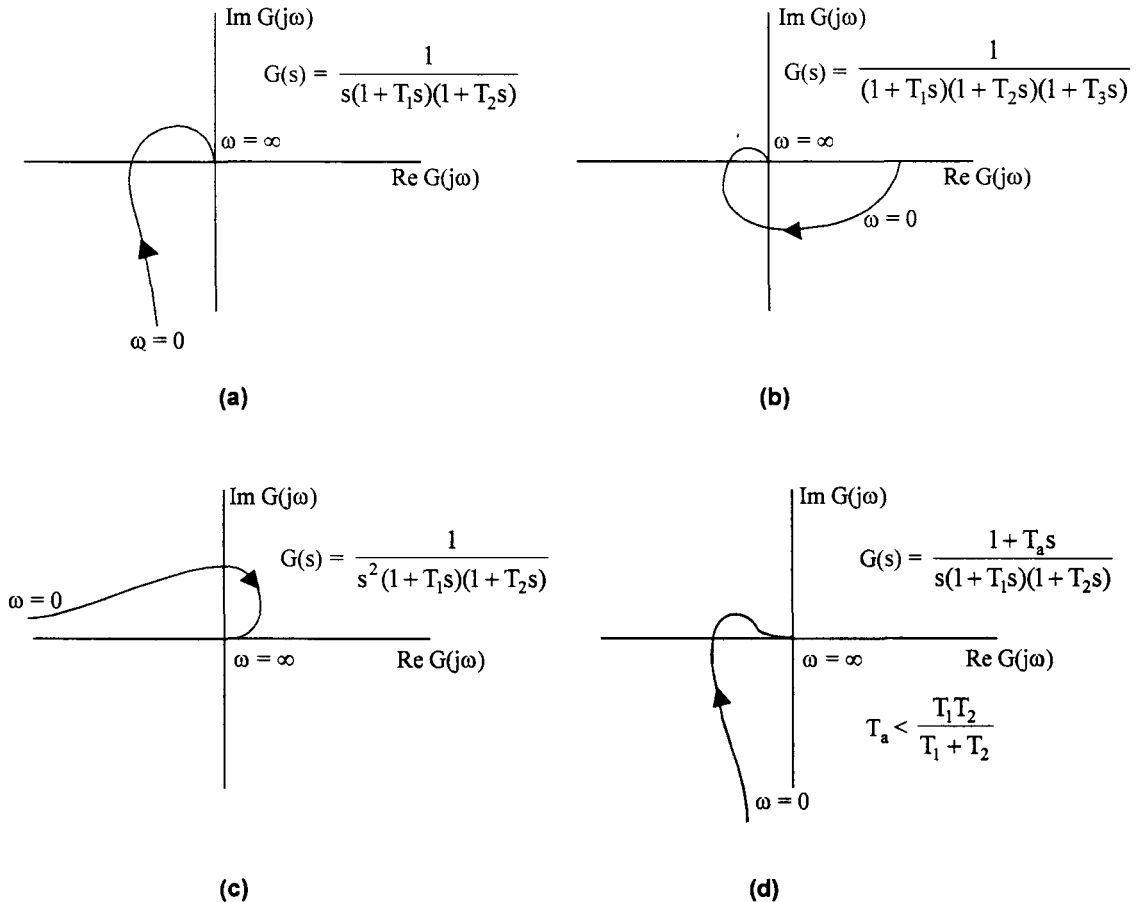 Im G(jω)
G(s) = 1 / s(1 + T₁s)(1 + T₂s)
ω = ∞
Re G(jω)
ω = 0
(a)
Im G(jω)
G(s) = 1 / (1 + T₁s)(1 + T₂s)(1 + T₃s)
ω = ∞
Re G(jω)
ω = 0
(b)
Im G(jω)
G(s) = 1 / s²(1 + T₁s)(1 + T₂s)
ω = 0
ω = ∞
Re G(jω)
(c)
Im G(jω)
G(s) = 1 + Tₐs / s(1 + T₁s)(1 + T₂s)
ω = ∞
Re G(jω)
Tₐ < T₁T₂ / T₁ + T₂
ω = 0
(d)